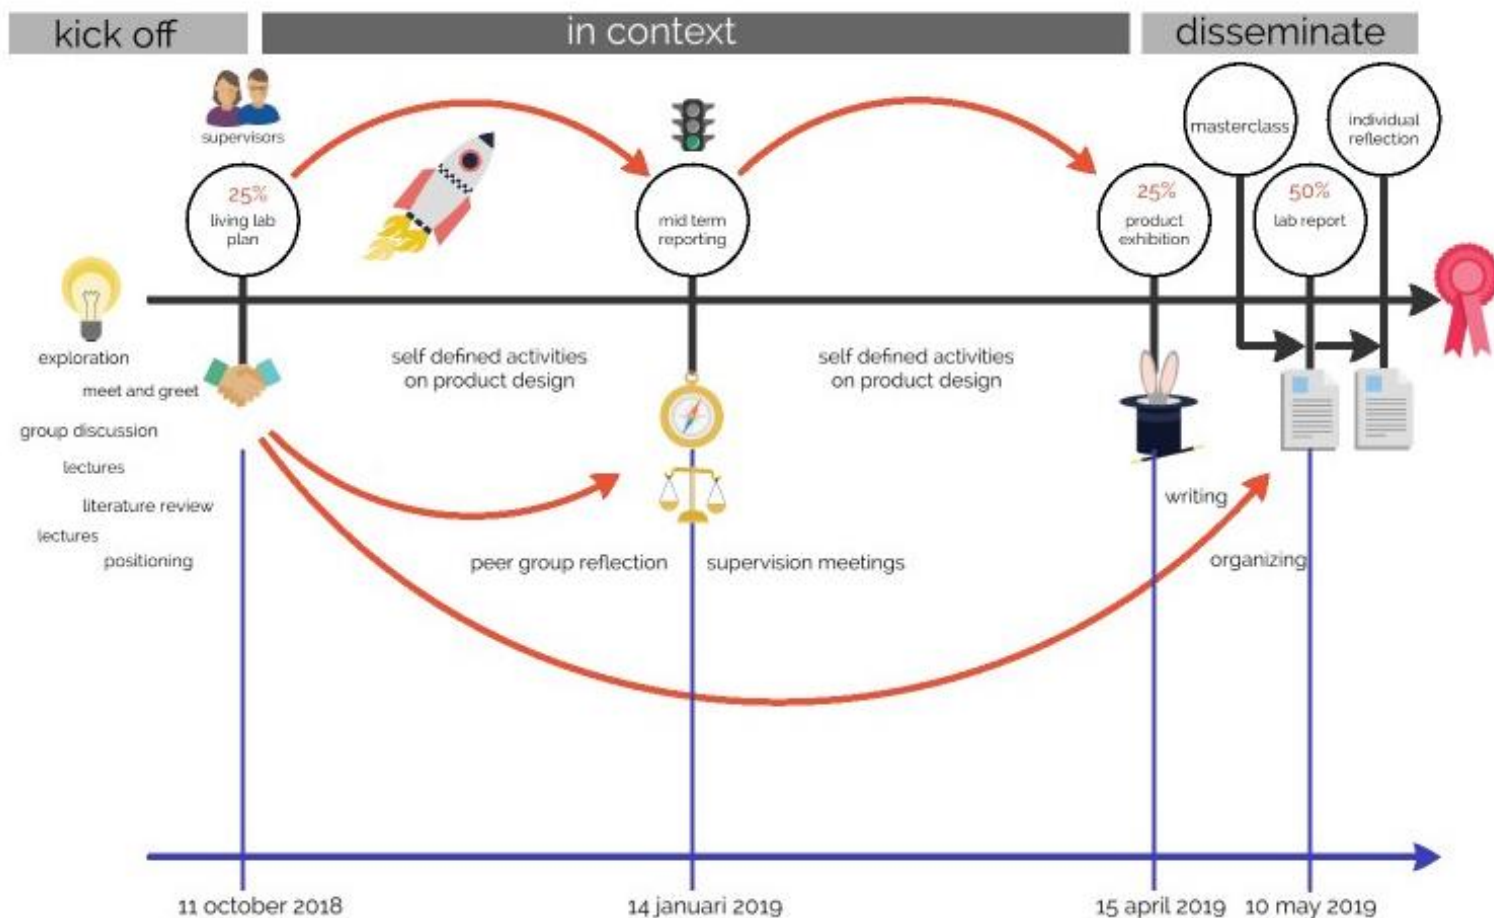 kick off
in context
disseminate
supervisors
25%
living lab
plan
mid term
reporting
25%
product
exhibition
masterclass
50%
lab report
individual
reflection
exploration
meet and greet
group discussion
lectures
literature review
lectures
positioning
self defined activities
on product design
self defined activities
on product design
peer group reflection
supervision meetings
writing
organizing
11 october 2018
14 januari 2019
15 april 2019
10 may 2019